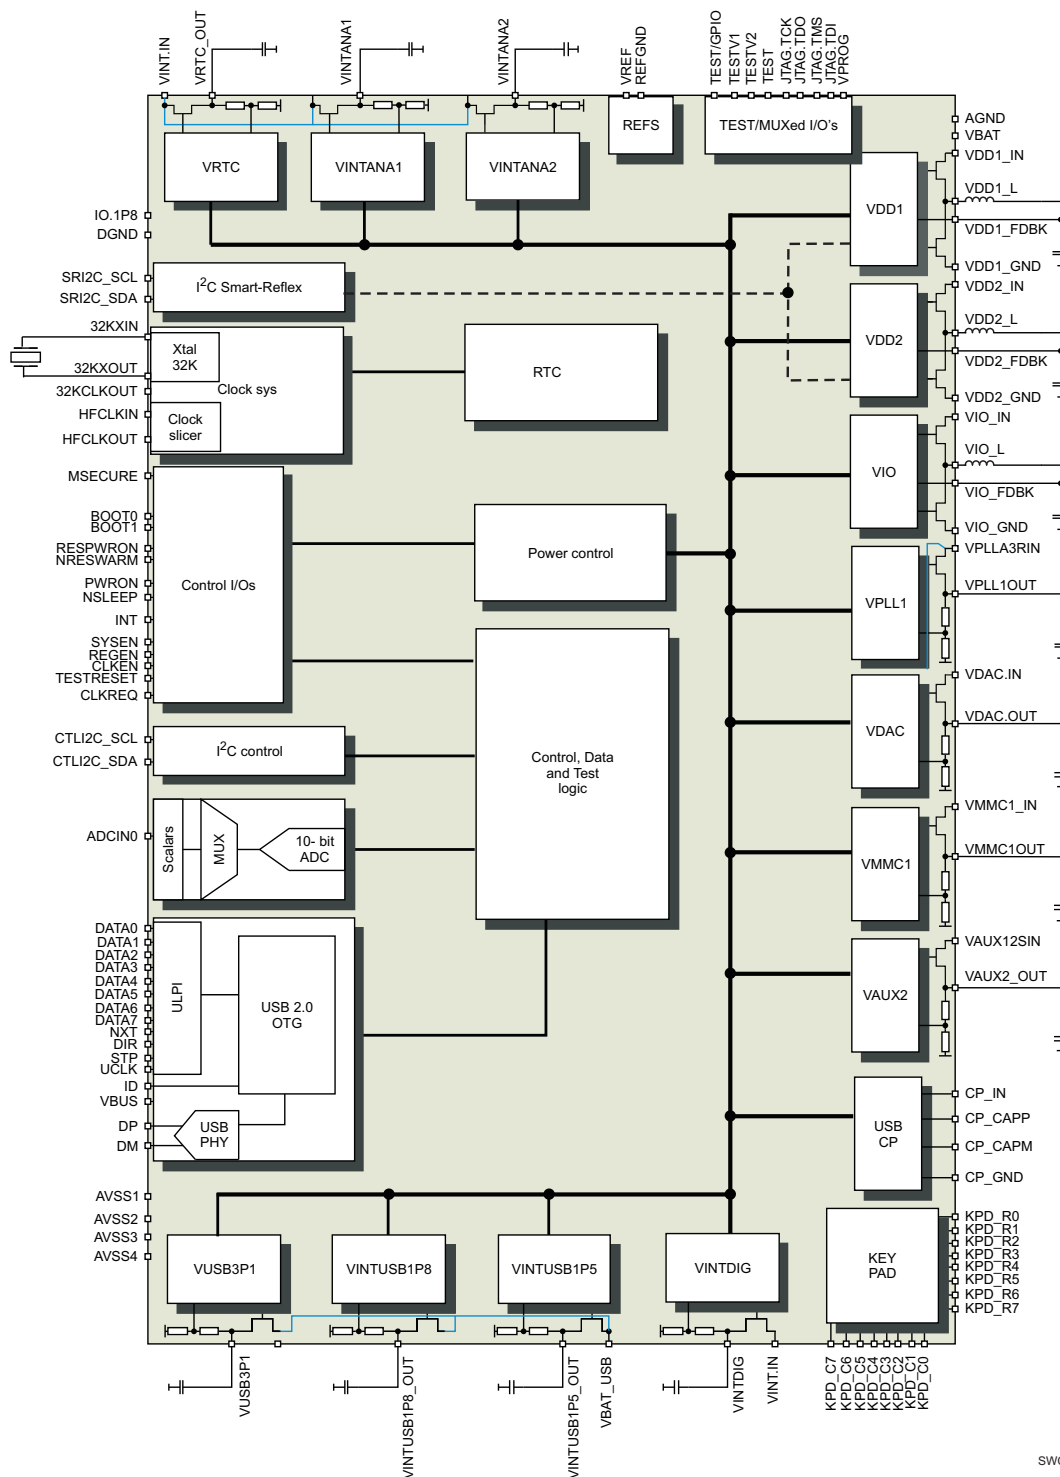 VINT.IN
VRTC_OUT
VINTANA1
VINTANA2
VREF
REFGND
TEST/GPIO
TESTV1
TESTV2
TEST
JTAG.TCK
JTAG.TDO
JTAG.TMS
JTAG.TDI
VPROG
VRTC
VINTANA1
VINTANA2
REFS
TEST/MUXed I/O's
AGND
VBAT
VDD1_IN
VDD1_L
VDD1_FDBK
VDD1_GND
VDD1
IO.1P8
DGND
SRI2C_SCL
SRI2C_SDA
I2C Smart-Reflex
VDD2_IN
VDD2_L
VDD2_FDBK
VDD2_GND
VDD2
32KXIN
32KXOUT
32KCLKOUT
HFCLKIN
HFCLKOUT
Xtal
32K
Clock sys
Clock
slicer
RTC
VIO_IN
VIO_L
VIO_FDBK
VIO_GND
VIO
MSECURE
BOOT0
BOOT1
RESPWRON
NRESWARM
PWRON
NSLEEP
INT
SYSEN
REGEN
CLKEN
TESTRESET
CLKREQ
Control I/Os
Power control
VPLLA3RIN
VPLL1OUT
VPLL1
VDAC.IN
VDAC.OUT
VDAC
CTLI2C_SCL
CTLI2C_SDA
I2C control
Control, Data
and Test
logic
ADCIN0
Scalars
MUX
10- bit
ADC
VMMC1_IN
VMMC1OUT
VMMC1
DATA0
DATA1
DATA2
DATA3
DATA4
DATA5
DATA6
DATA7
NXT
DIR
STP
UCLK
ID
VBUS
DP
DM
ULPI
USB 2.0
OTG
USB
PHY
VAUX12SIN
VAUX2_OUT
VAUX2
CP_IN
CP_CAPP
CP_CAPM
CP_GND
USB
CP
AVSS1
AVSS2
AVSS3
AVSS4
VUSB3P1
VINTUSB1P8
VINTUSB1P5
VINTDIG
KEY
PAD
KPD_R0
KPD_R1
KPD_R2
KPD_R3
KPD_R4
KPD_R5
KPD_R6
KPD_R7
VUSB3P1
VINTUSB1P8_OUT
VINTUSB1P5_OUT
VBAT_USB
VINTDIG
VINT.IN
KPD_C7
KPD_C6
KPD_C5
KPD_C4
KPD_C3
KPD_C2
KPD_C1
KPD_C0